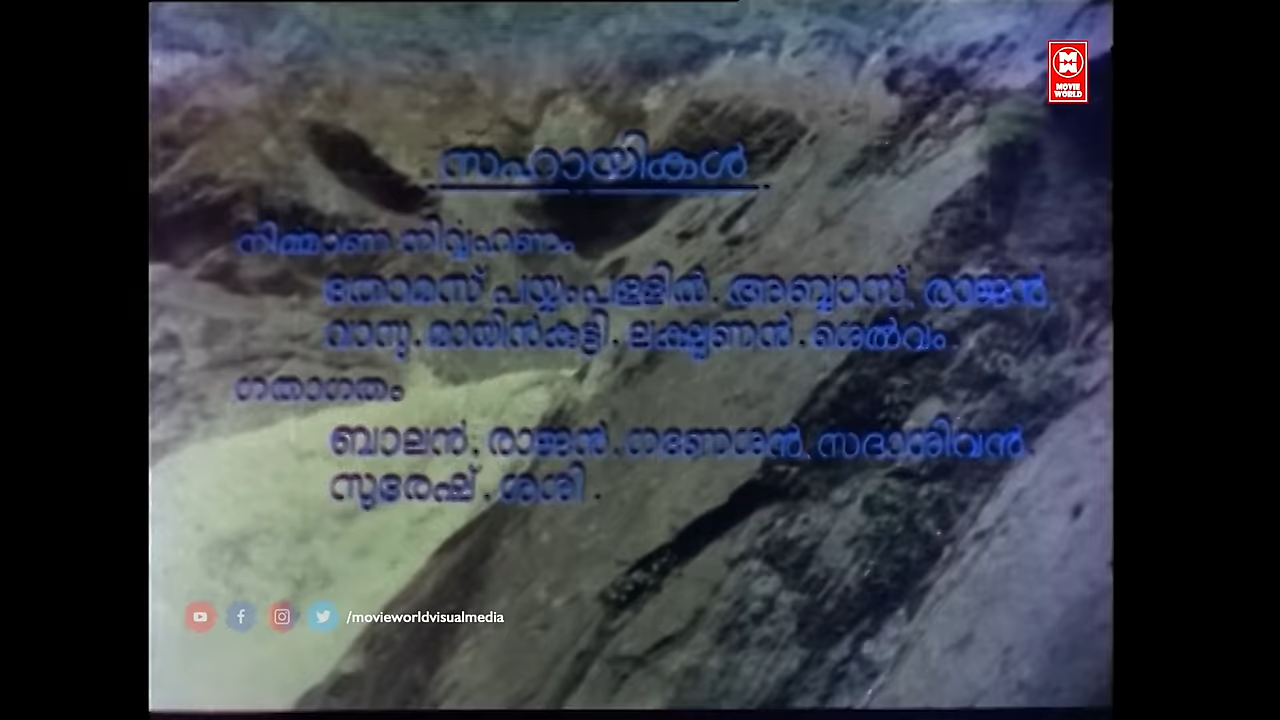 MOVIE
WORLD
സഹായികൾ
നിർമ്മാണ നിർവ്വഹണം
തോമസ് പയ്യംപള്ളിൽ, അബ്ബാസ്, രാജൻ,
വാസു, മായിൻകുട്ടി, ലക്ഷ്മണൻ, ശെൽവം.
ഗതാഗതം
ബാലൻ, രാജൻ, ഗണേശൻ, സദാശിവൻ,
സുരേഷ്, ശശി.
/movieworldvisualmedia